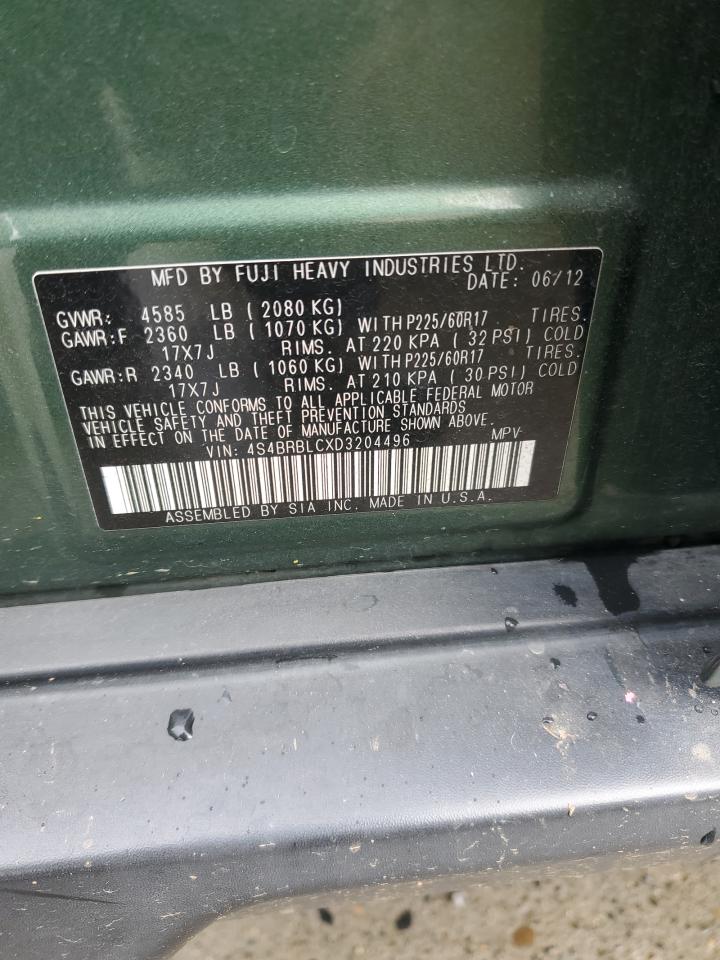 MFD BY FUJI HEAVY INDUSTRIES LTD.
DATE: 06/12
GVWR: 4585 LB ( 2080 KG)
GAWR:F 2360 LB ( 1070 KG) WITH P225/60R17 TIRES.
17X7J RIMS. AT 220 KPA ( 32 PSI) COLD
GAWR:R 2340 LB ( 1060 KG) WITH P225/60R17 TIRES.
17X7J RIMS. AT 210 KPA ( 30 PSI) COLD
THIS VEHICLE CONFORMS TO ALL APPLICABLE FEDERAL MOTOR
VEHICLE SAFETY AND THEFT PREVENTION STANDARDS
IN EFFECT ON THE DATE OF MANUFACTURE SHOWN ABOVE.
VIN: 4S4BRBLCXD3204496 MPV
ASSEMBLED BY SIA INC. MADE IN U.S.A.